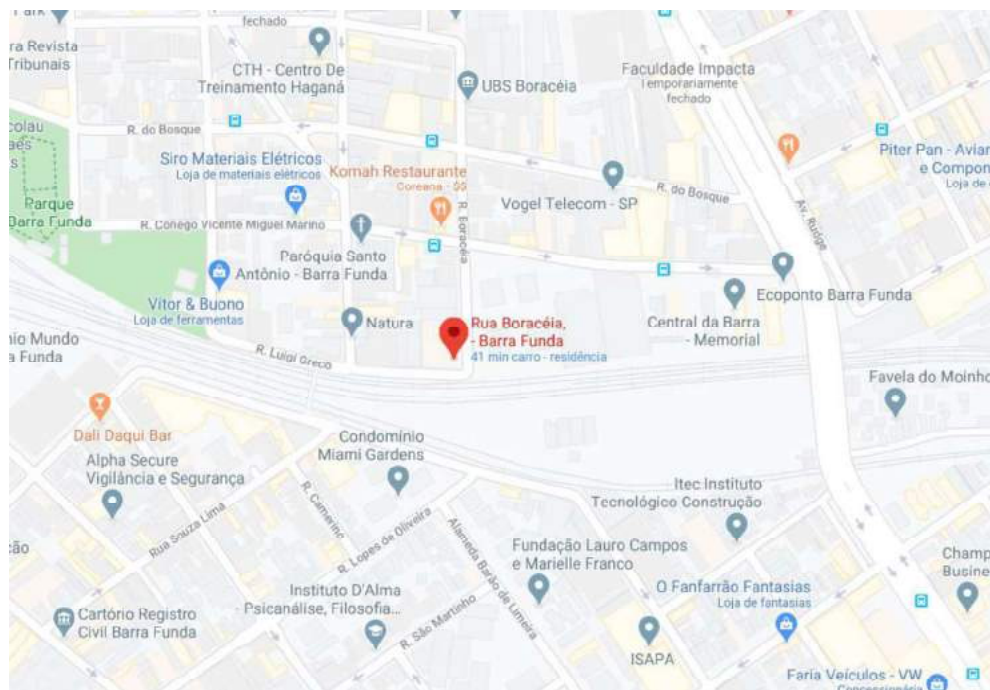 fechado
ra Revista
Tribunais
CTH - Centro De
Treinamento Haganá
UBS Boracéia
Faculdade Impacta
Temporariamente
fechado
R. do Bosque
Siro Materiais Elétricos
Loja de materiais elétricos
Komah Restaurante
Coreana - $$
Piter Pan - Aviar
e Compon
Loja de
Vogel Telecom - SP
R. do Bosque
Parque
Barra Funda
R. Cônego Vicente Miguel Marino
R. Boracéia
Av. Rudge
Paróquia Santo
Antônio - Barra Funda
Ecoponto Barra Funda
Vitor & Buono
Loja de ferramentas
Natura
Rua Boracéia,
- Barra Funda
41 min carro - residência
Central da Barra
- Memorial
nio Mundo
a Funda
R. Luigi Greco
Favela do Moinho
Dali Daqui Bar
Condomínio
Miami Gardens
Alpha Secure
Vigilância e Segurança
Itec Instituto
Tecnológico Construção
Rua Souza Lima
R. Camerino
R. Lopes de Oliveira
Alameda Barão de Limeira
Fundação Lauro Campos
e Marielle Franco
ção
Champ
Busine
Instituto D'Alma
- Psicanálise, Filosofia...
O Fanfarrão Fantasias
Loja de fantasias
Cartório Registro
Civil Barra Funda
R. São Martinho
ISAPA
Faria Veículos - VW
Concessionária